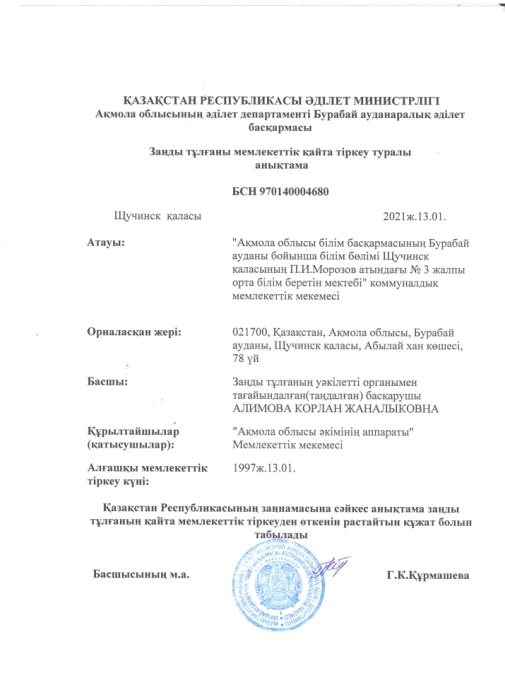 ҚАЗАҚСТАН РЕСПУБЛИКАСЫ ӘДІЛЕТ МИНИСТРЛІГІ
Ақмола облысының әділет департаменті Бурабай ауданаралық әділет
басқармасы
Заңды тұлғаны мемлекеттік қайта тіркеу туралы
анықтама
БСН 970140004680
Щучинск қаласы 2021ж.13.01.
Атауы: "Ақмола облысы білім басқармасының Бурабай
ауданы бойынша білім бөлімі Щучинск
қаласының П.И.Морозов атындағы № 3 жалпы
орта білім беретін мектебі" коммуналдық
мемлекеттік мекемесі
Орналасқан жері: 021700, Қазақстан, Ақмола облысы, Бурабай
ауданы, Щучинск қаласы, Абылай хан көшесі,
78 үй
Басшы: Заңды тұлғаның уәкілетті органымен
тағайындалған(таңдалған) басқарушы
АЛИМОВА КОРЛАН ЖАНАЛЫКОВНА
Құрылтайшылар "Ақмола облысы әкімінің аппараты"
(қатысушылар): Мемлекеттік мекемесі
Алғашқы мемлекеттік 1997ж.13.01.
тіркеу күні:
Қазақстан Республикасының заңнамасына сәйкес анықтама заңды
тұлғаның қайта мемлекеттік тіркеуден өткенін растайтын құжат болып
табылады
Басшысының м.а. Г.К.Құрмашева